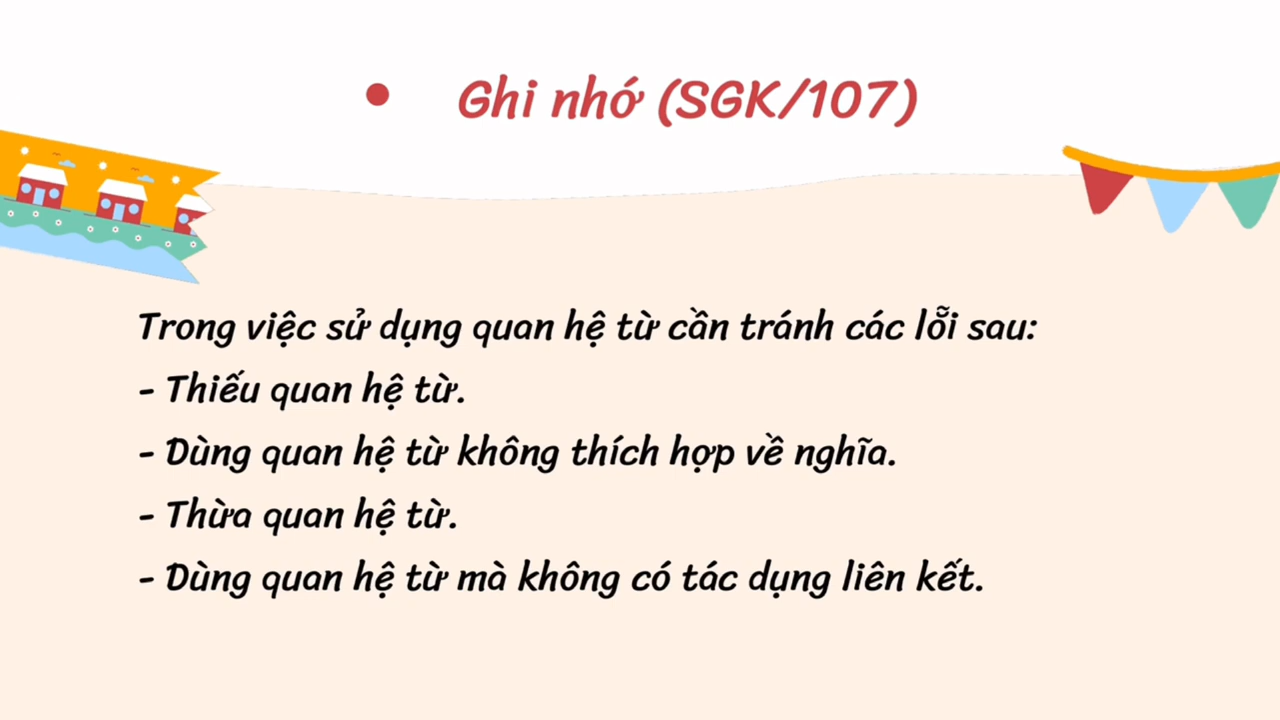 • Ghi nhớ (SGK/107)
Trong việc sử dụng quan hệ từ cần tránh các lỗi sau:
- Thiếu quan hệ từ.
- Dùng quan hệ từ không thích hợp về nghĩa.
- Thừa quan hệ từ.
- Dùng quan hệ từ mà không có tác dụng liên kết.